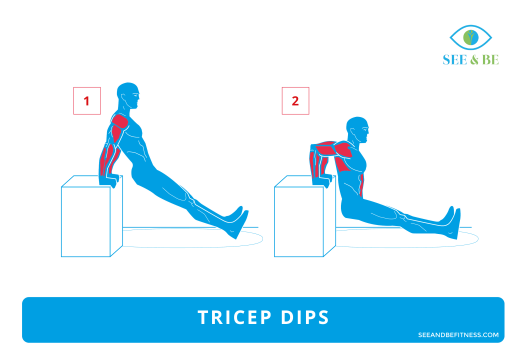 SEE & BE
1
2
TRICEP DIPS
SEEANDBEFITNESS.COM